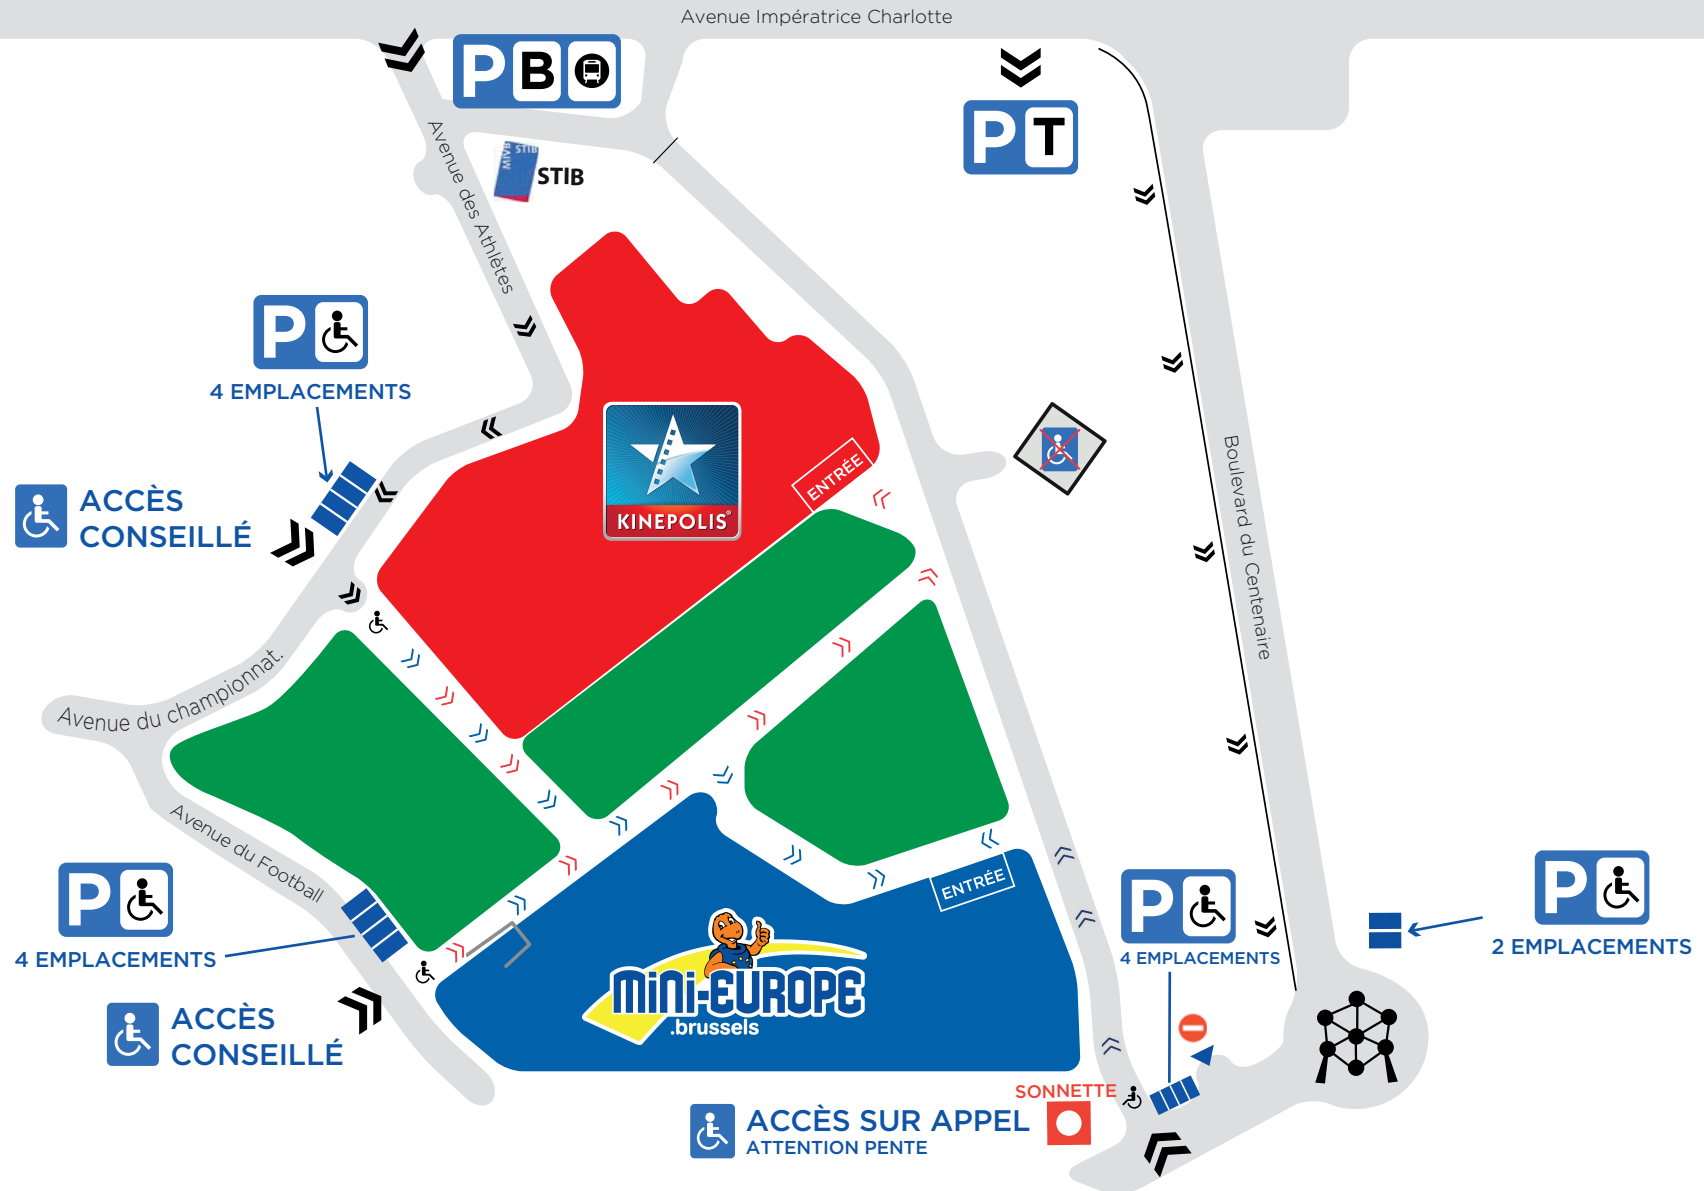 Avenue Impératrice Charlotte
P B
P T
Avenue des Athlètes
MIVB STIB
STIB
P
4 EMPLACEMENTS
ACCÈS
CONSEILLÉ
KINEPOLIS®
ENTRÉE
Boulevard du Centenaire
Avenue du championnat.
Avenue du Football
P
4 EMPLACEMENTS
ACCÈS
CONSEILLÉ
ENTRÉE
MINI-EUROPE
.brussels
P
4 EMPLACEMENTS
P
2 EMPLACEMENTS
SONNETTE
ACCÈS SUR APPEL
ATTENTION PENTE